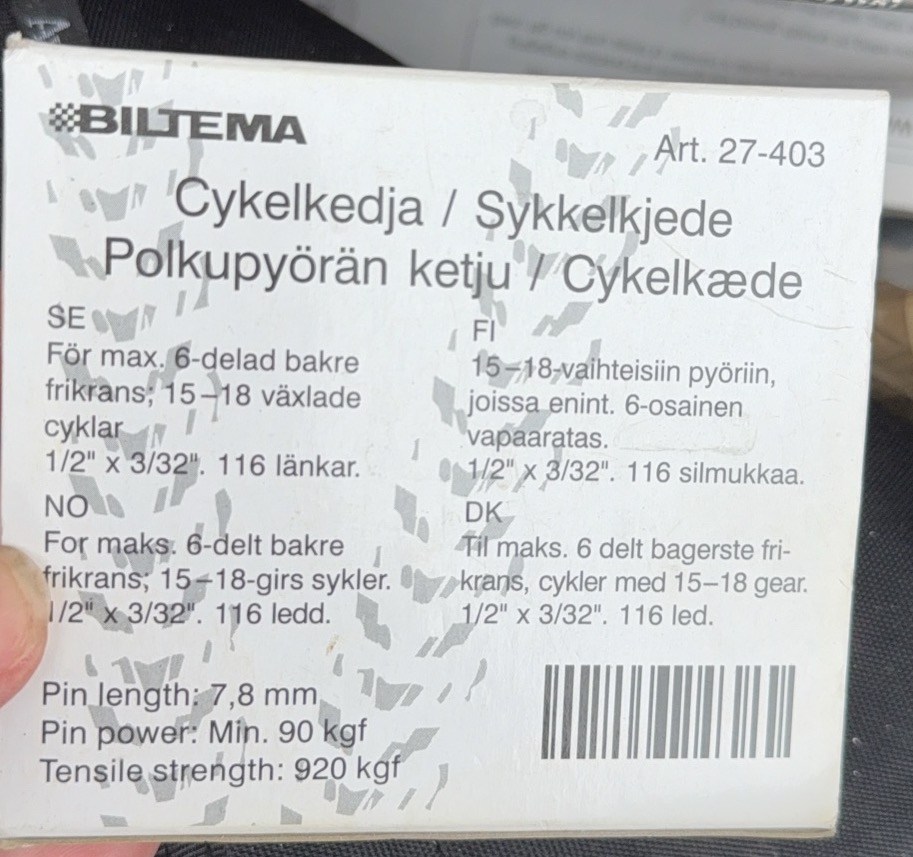 BILTEMA
Art. 27-403
Cykelkedja / Sykkelkjede
Polkupyörän ketju / Cykelkæde
SE
För max. 6-delad bakre
frikrans; 15–18 växlade
cyklar
1/2" x 3/32". 116 länkar.
FI
15–18-vaihteisiin pyöriin,
joissa enint. 6-osainen
vapaaratas.
1/2" x 3/32". 116 silmukkaa.
NO
For maks. 6-delt bakre
frikrans; 15–18-girs sykler.
1/2" x 3/32". 116 ledd.
DK
Til maks. 6 delt bagerste fri-
krans, cykler med 15–18 gear.
1/2" x 3/32". 116 led.
Pin length: 7,8 mm
Pin power: Min. 90 kgf
Tensile strength: 920 kgf